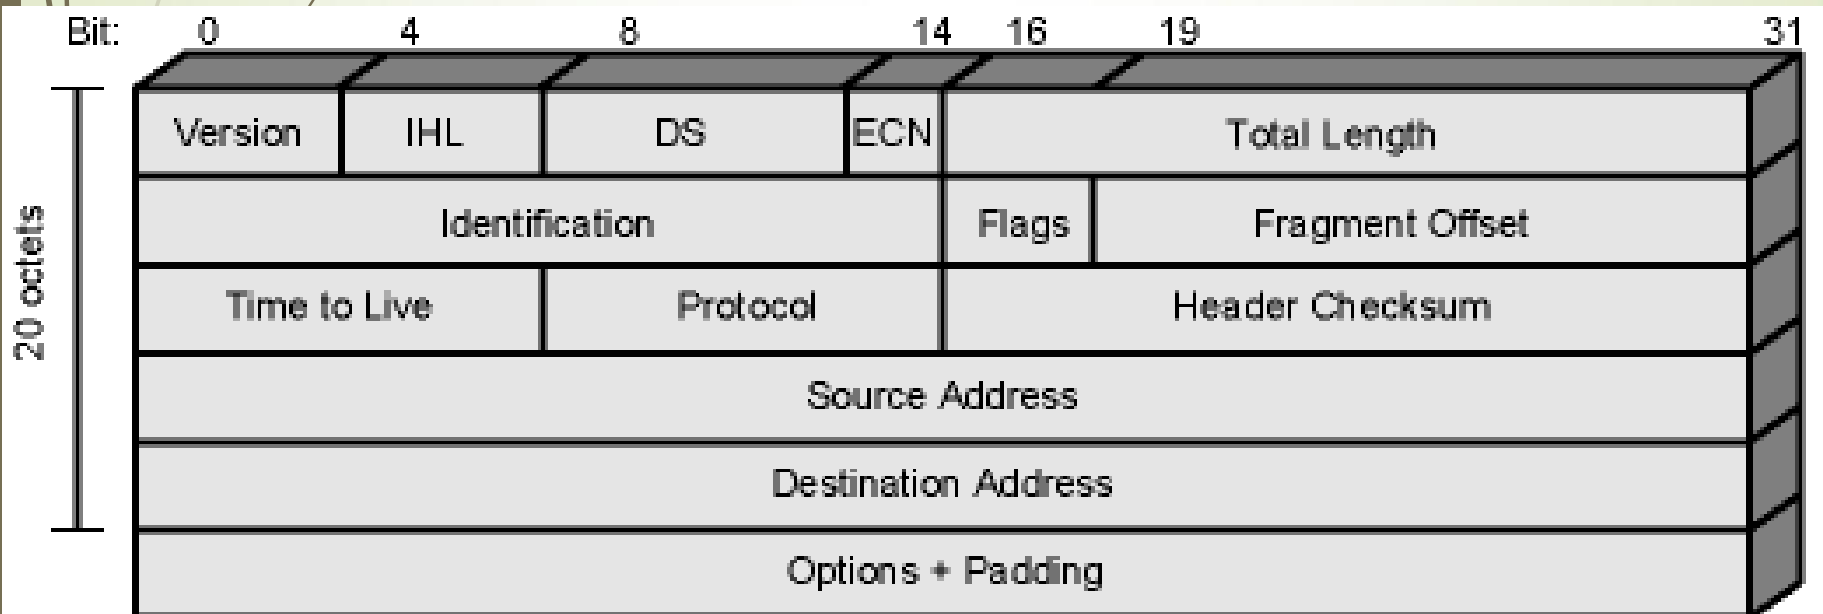 Bit: 0 4 8 14 16 19 31
Version IHL DS ECN Total Length
Identification Flags Fragment Offset
Time to Live Protocol Header Checksum
Source Address
Destination Address
Options + Padding
20 octets